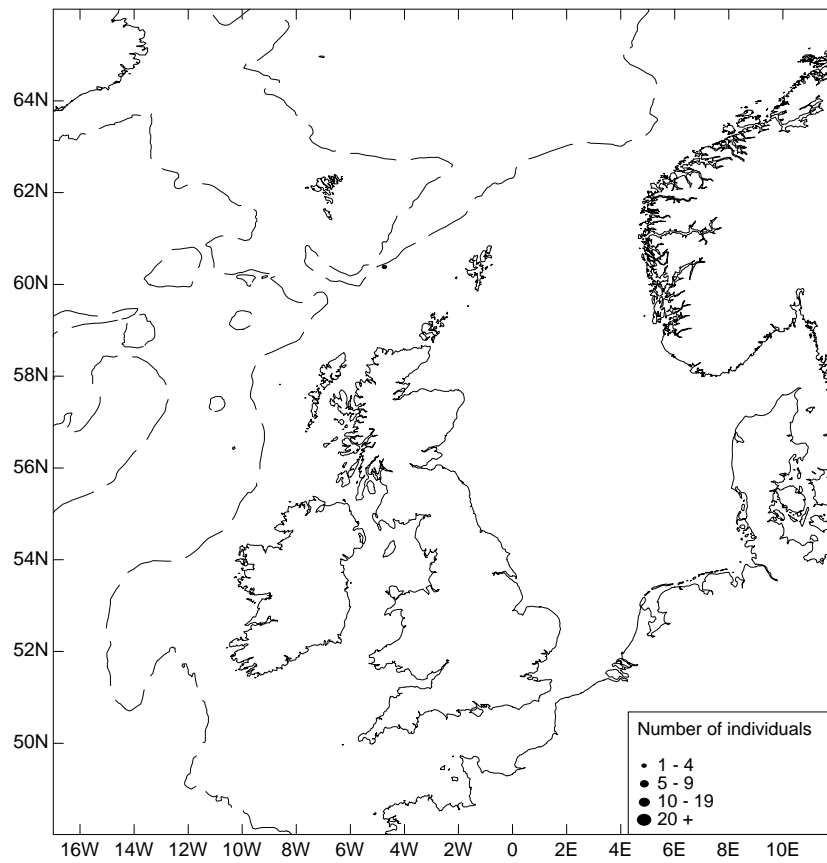 64N
62N
60N
58N
56N
54N
52N
50N
Number of individuals
1 - 4
5 - 9
10 - 19
20 +
16W 14W 12W 10W 8W 6W 4W 2W 0 2E 4E 6E 8E 10E